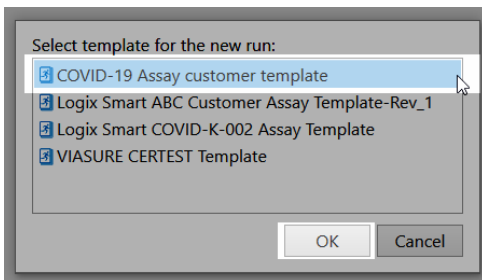 Select template for the new run:
COVID-19 Assay customer template
Logix Smart ABC Customer Assay Template-Rev_1
Logix Smart COVID-K-002 Assay Template
VIASURE CERTEST Template
OK Cancel